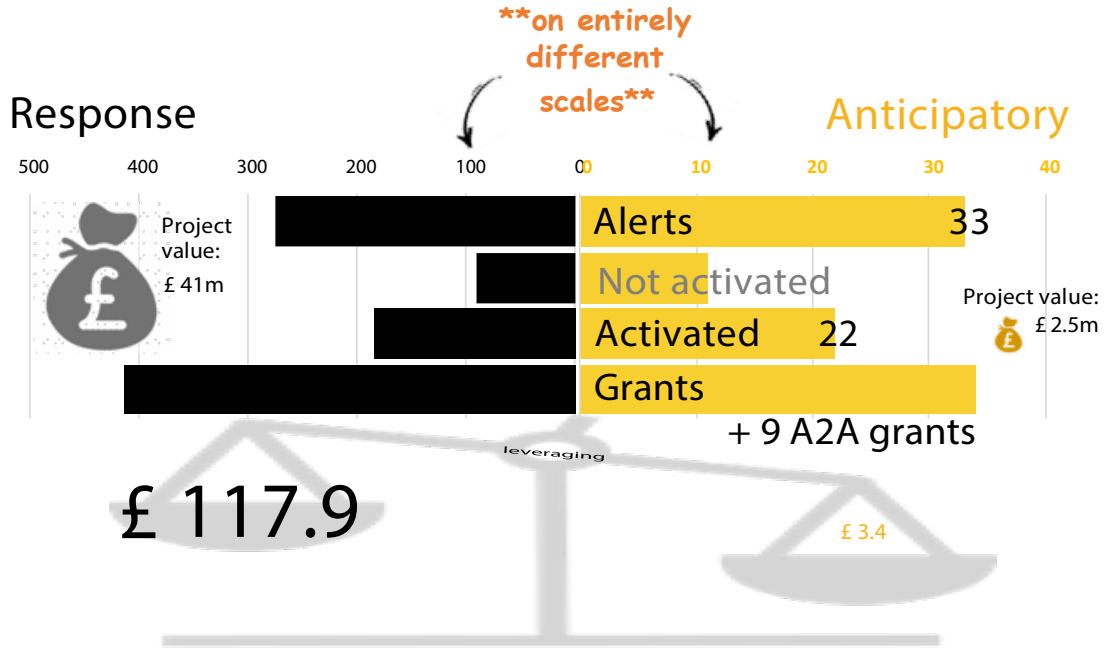 **on entirely
different
scales**
Response
Anticipatory
500 400 300 200 100 0
0 10 20 30 40
Project
value:
£ 41m
£
Alerts 33
Not activated
Activated 22
Grants
Project value:
£ 2.5m
£
+ 9 A2A grants
leveraging
£ 117.9
£ 3.4